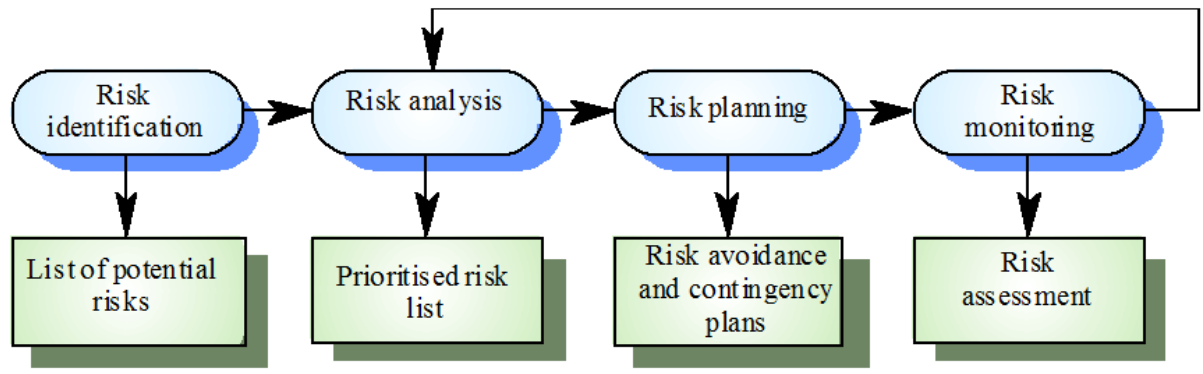 Risk
identification
Risk analysis
Risk planning
Risk
monitoring
List of potential
risks
Prioritised risk
list
Risk avoidance
and contingency
plans
Risk
assessment